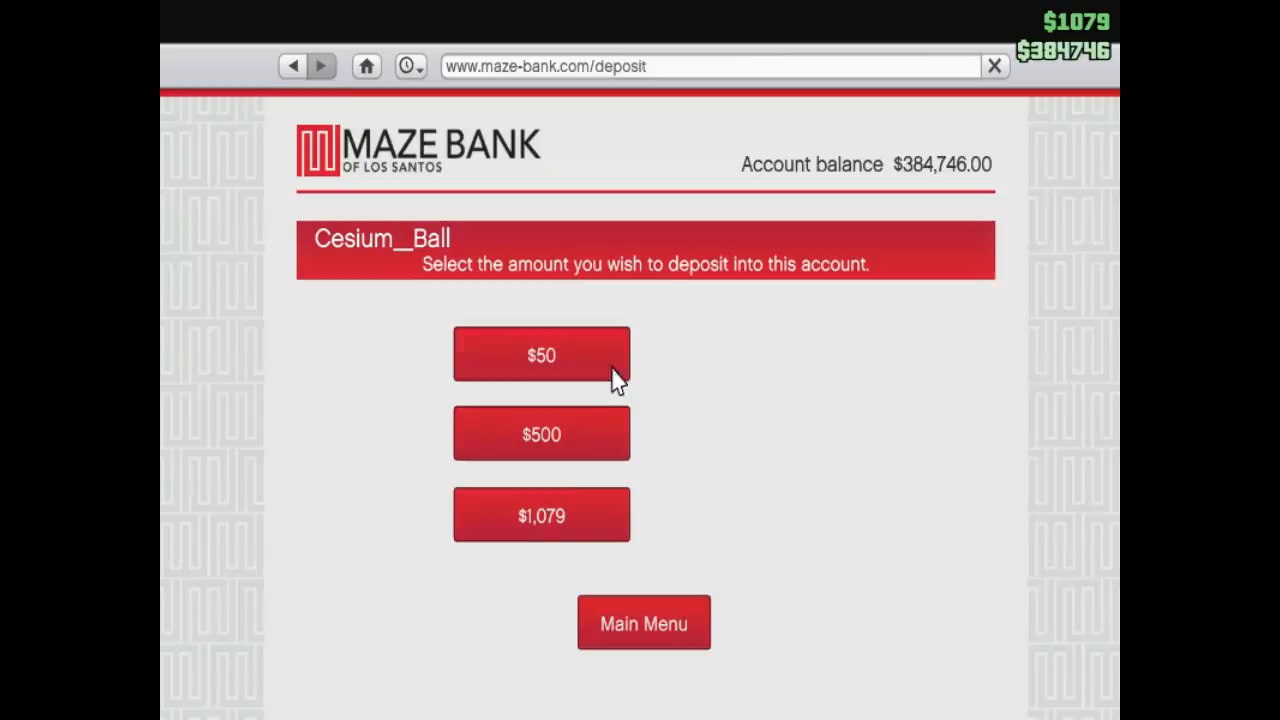 $1079
$384746
www.maze-bank.com/deposit
MAZE BANK
OF LOS SANTOS
Account balance $384,746.00
Cesium__Ball
Select the amount you wish to deposit into this account.
$50
$500
$1,079
Main Menu